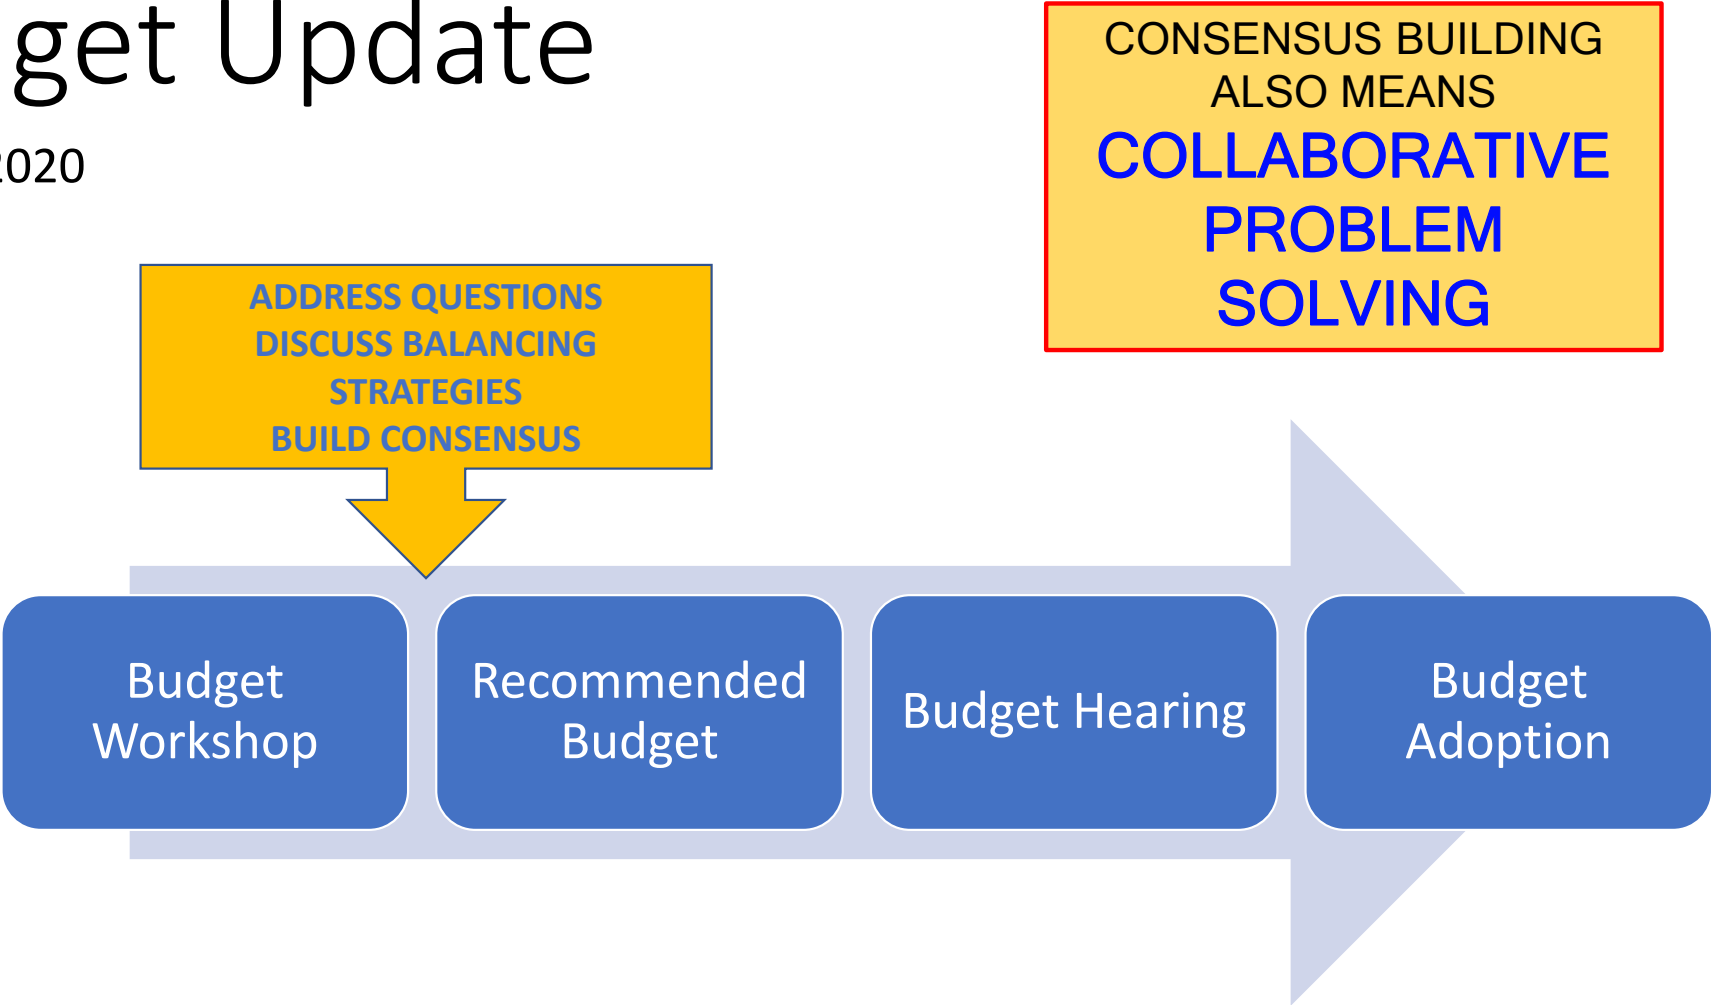 get Update
2020
CONSENSUS BUILDING
ALSO MEANS
COLLABORATIVE
PROBLEM
SOLVING
ADDRESS QUESTIONS
DISCUSS BALANCING
STRATEGIES
BUILD CONSENSUS
Budget
Workshop
Recommended
Budget
Budget Hearing
Budget
Adoption